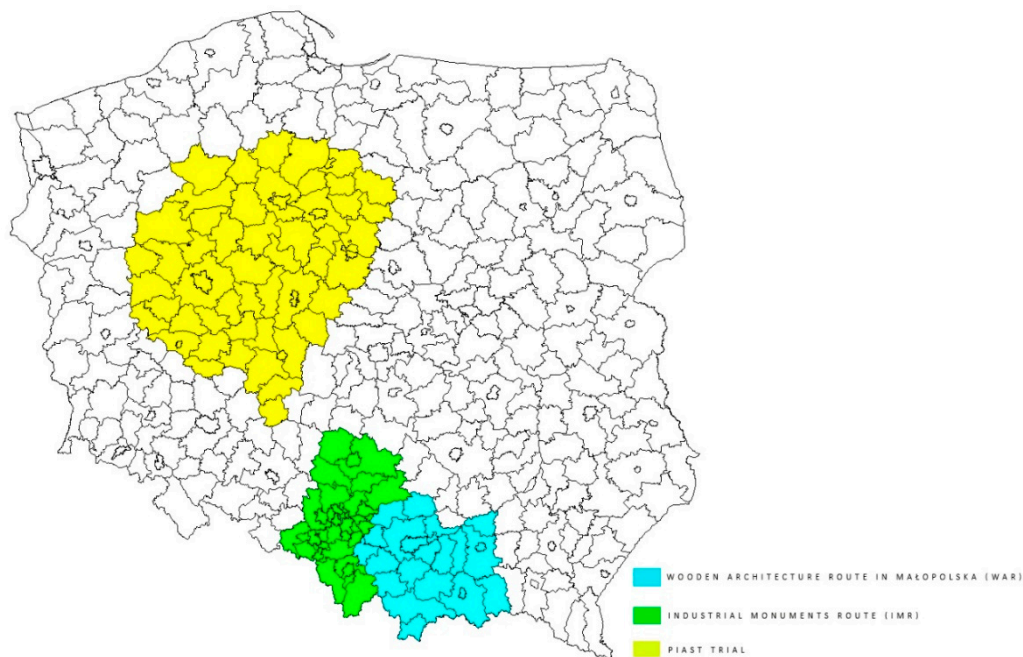 WOODEN ARCHITECTURE ROUTE IN MAŁOPOLSKA (WAR)
INDUSTRIAL MONUMENTS ROUTE (IMR)
PIAST TRIAL